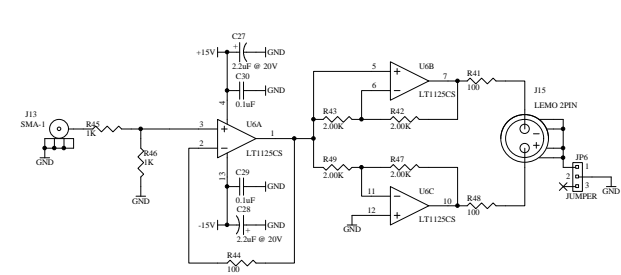 C27
+15V
+
GND
2.2uF @ 20V
C30
GND
0.1uF
4
J13
SMA-1
GND
R45
1K
R46
1K
GND
U6A
3
+
2
-
1
LT1125CS
13
C29
GND
0.1uF
C28
-15V
+
GND
2.2uF @ 20V
R44
100
5
+
6
-
U6B
7
LT1125CS
R43
2.00K
R42
2.00K
R41
100
R49
2.00K
R47
2.00K
11
-
12
+
GND
U6C
10
LT1125CS
R48
100
J15
LEMO 2PIN
-
+
JP6
1
2
3
JUMPER
GND